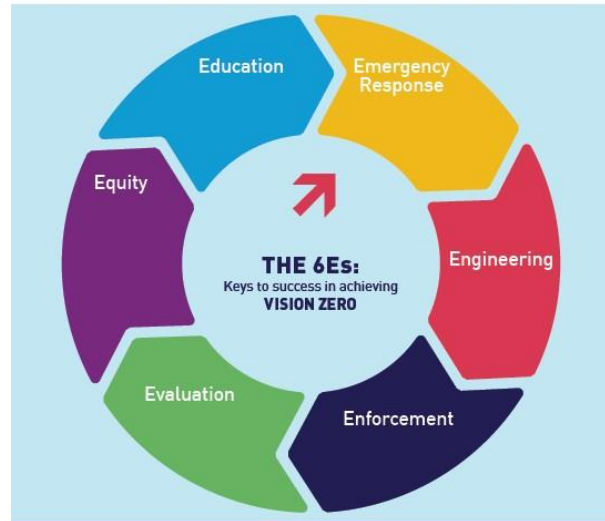 Education
Emergency
Response
Equity
Engineering
THE 6Es:
Keys to success in achieving
VISION ZERO
Evaluation
Enforcement